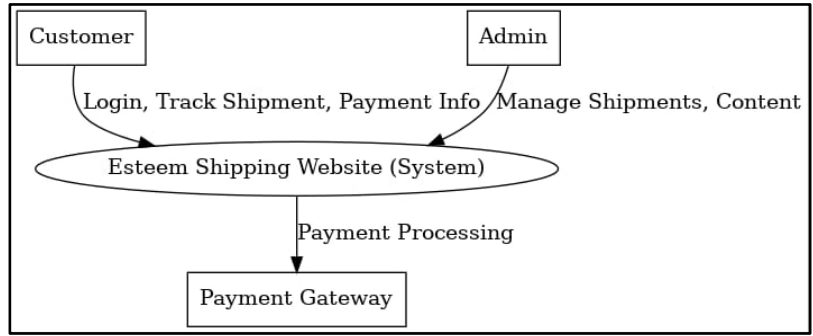 Customer
Admin
Login, Track Shipment, Payment Info
Manage Shipments, Content
Esteem Shipping Website (System)
Payment Processing
Payment Gateway